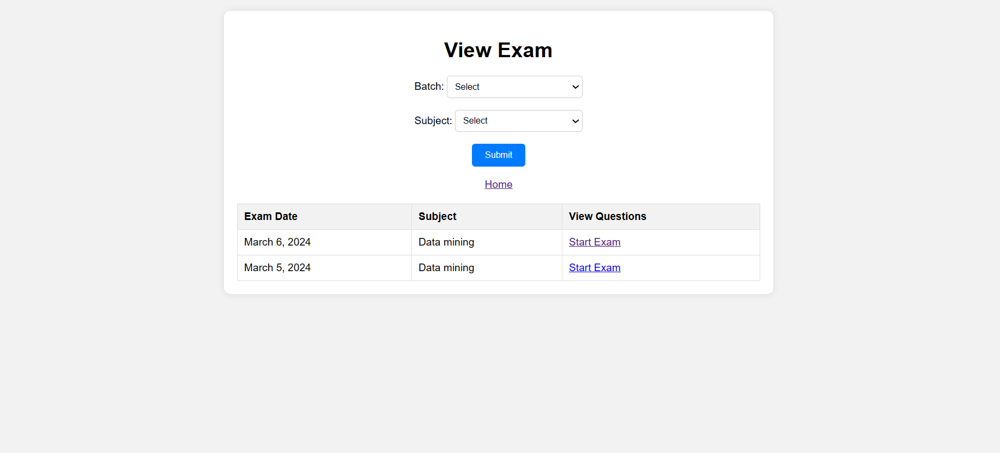 View Exam
Batch: Select
Subject: Select
Submit
Home
Exam Date Subject View Questions
March 6, 2024 Data mining Start Exam
March 5, 2024 Data mining Start Exam